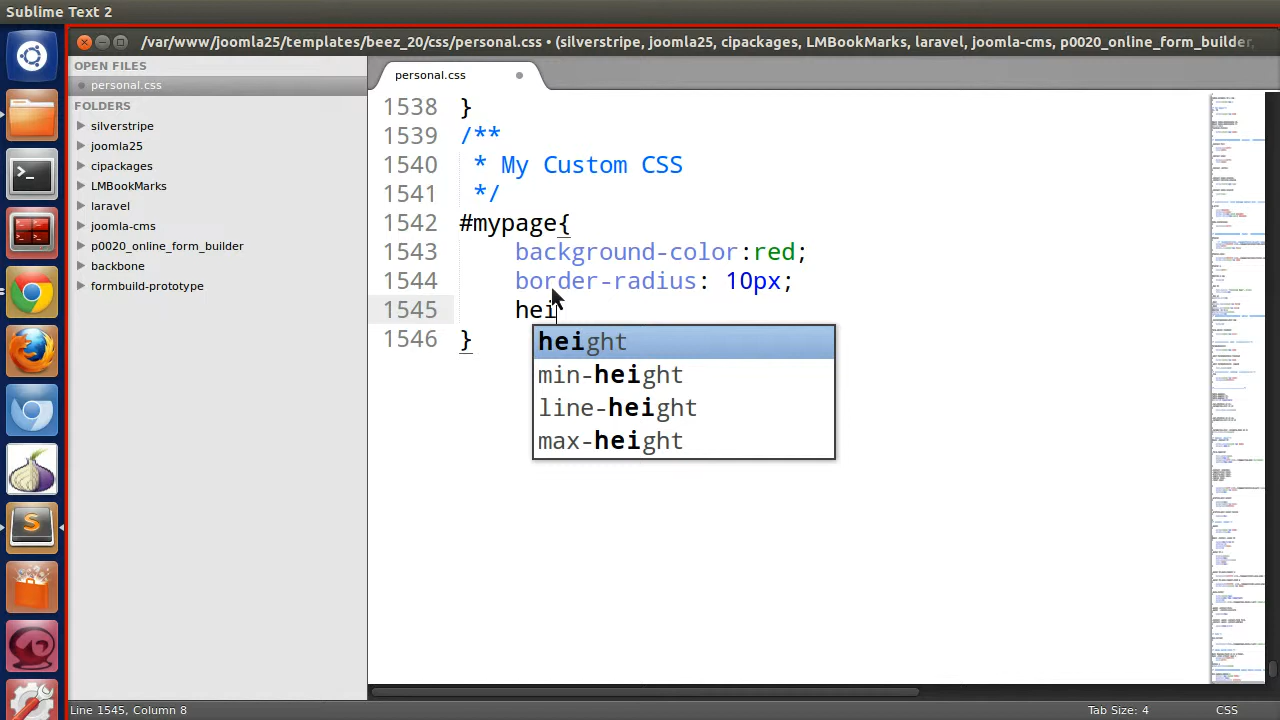 Sublime Text 2
/var/www/joomla25/templates/beez_20/css/personal.css • (silverstripe, joomla25, cipackages, LMBookMarks, laravel, joomla-cms, p0020_online_form_builder,
OPEN FILES
personal.css
FOLDERS
silverstripe
joomla25
cipackages
LMBookMarks
laravel
joomla-cms
p0020_online_form_builder
backbone
formbuild-prototype
personal.css
1538 }
1539 /**
1540  * My Custom CSS
1541  */
1542 #mypage{
1543 background-color:red;
1544 border-radius: 10px;
1545 hei
1546 }
height
min-height
line-height
max-height
Line 1545, Column 8
Tab Size: 4
CSS